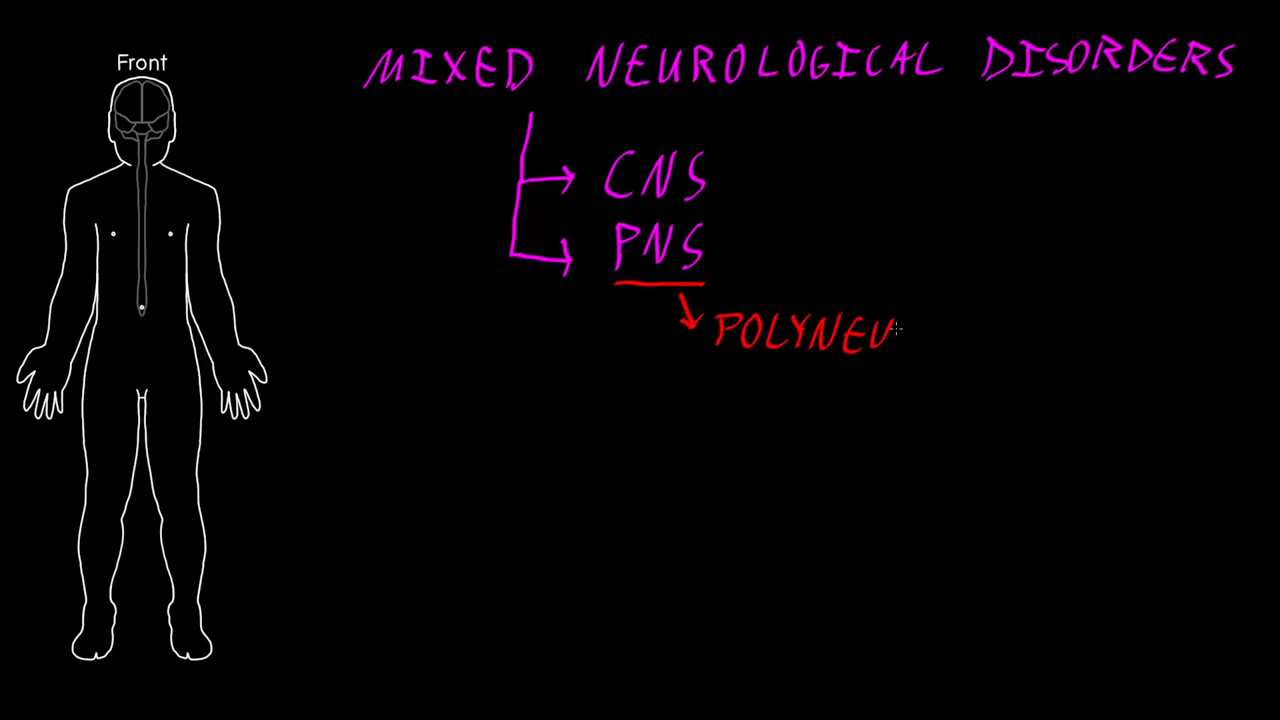 Front
MIXED NEUROLOGICAL DISORDERS
CNS
PNS
POLYNEU